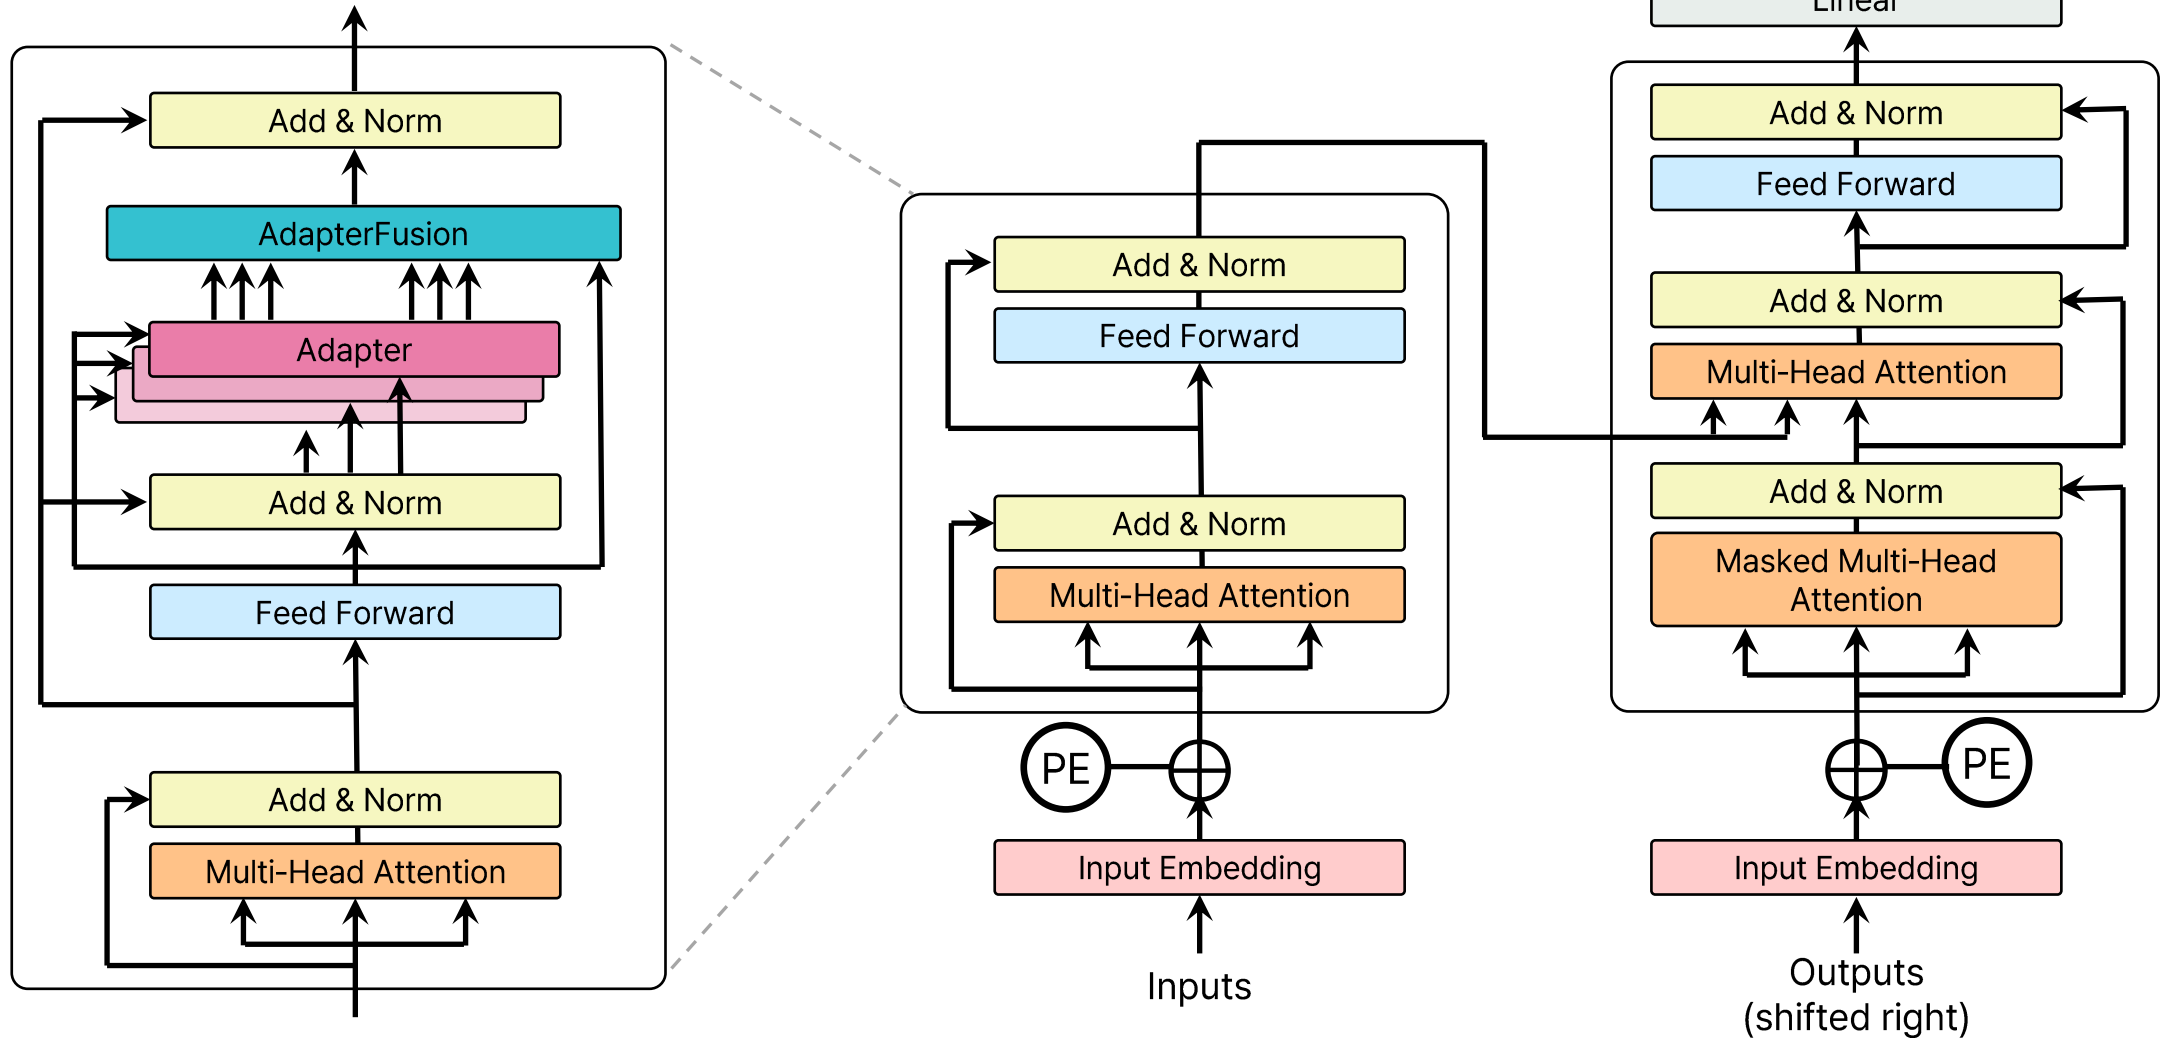 Add & Norm
AdapterFusion
Adapter
Add & Norm
Feed Forward
Add & Norm
Multi-Head Attention
Add & Norm
Feed Forward
Add & Norm
Multi-Head Attention
PE
Input Embedding
Inputs
Linear
Add & Norm
Feed Forward
Add & Norm
Multi-Head Attention
Add & Norm
Masked Multi-Head
Attention
PE
Input Embedding
Outputs
(shifted right)